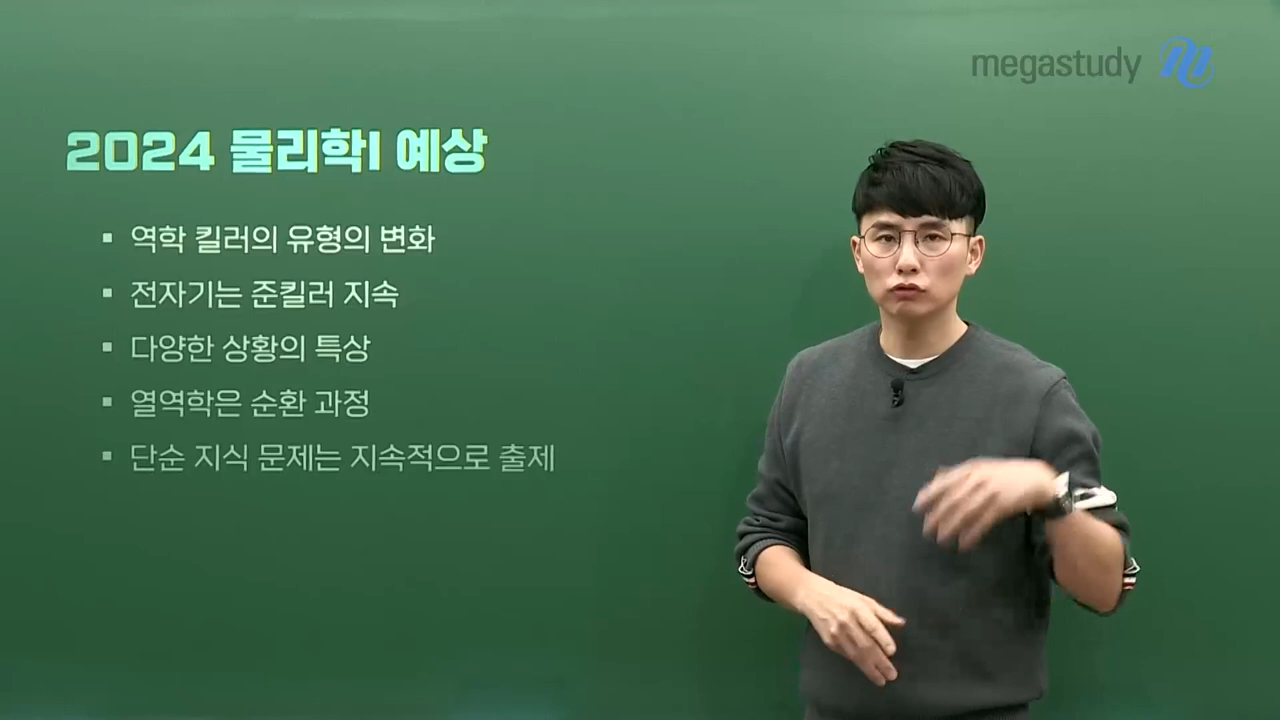 megastudy
2024 물리학I 예상
▪ 역학 킬러의 유형의 변화
▪ 전자기는 준킬러 지속
▪ 다양한 상황의 특상
▪ 열역학은 순환 과정
▪ 단순 지식 문제는 지속적으로 출제